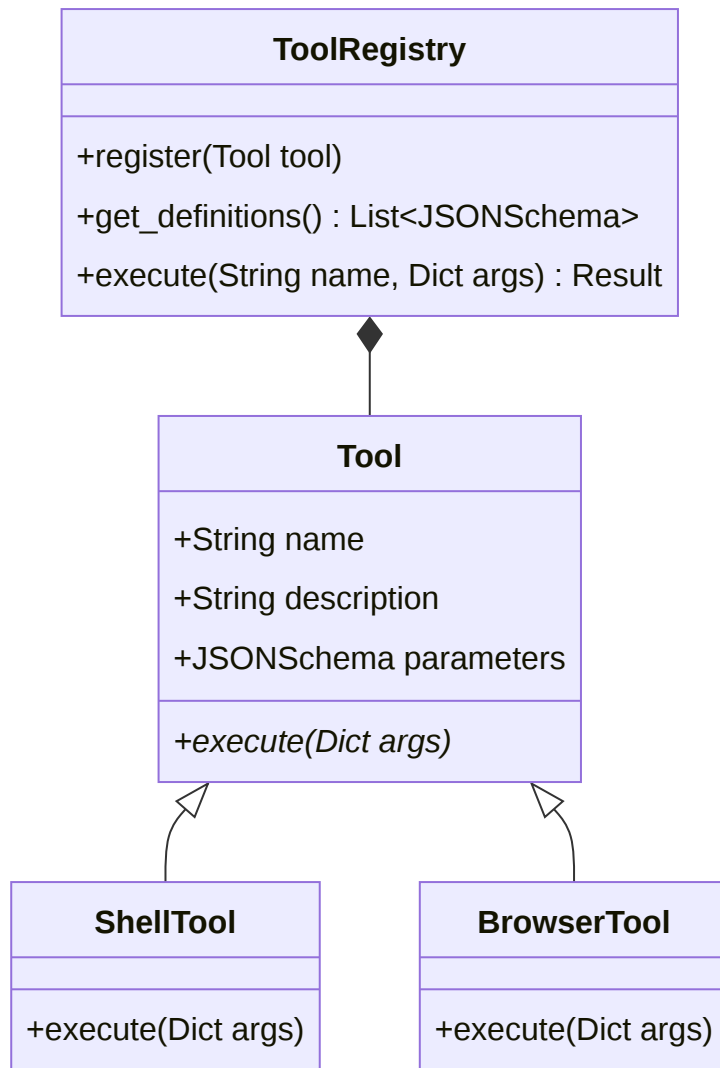 ToolRegistry
+register(Tool tool)
+get_definitions() : List<JSONSchema>
+execute(String name, Dict args) : Result
Tool
+String name
+String description
+JSONSchema parameters
+execute(Dict args)
ShellTool
+execute(Dict args)
BrowserTool
+execute(Dict args)